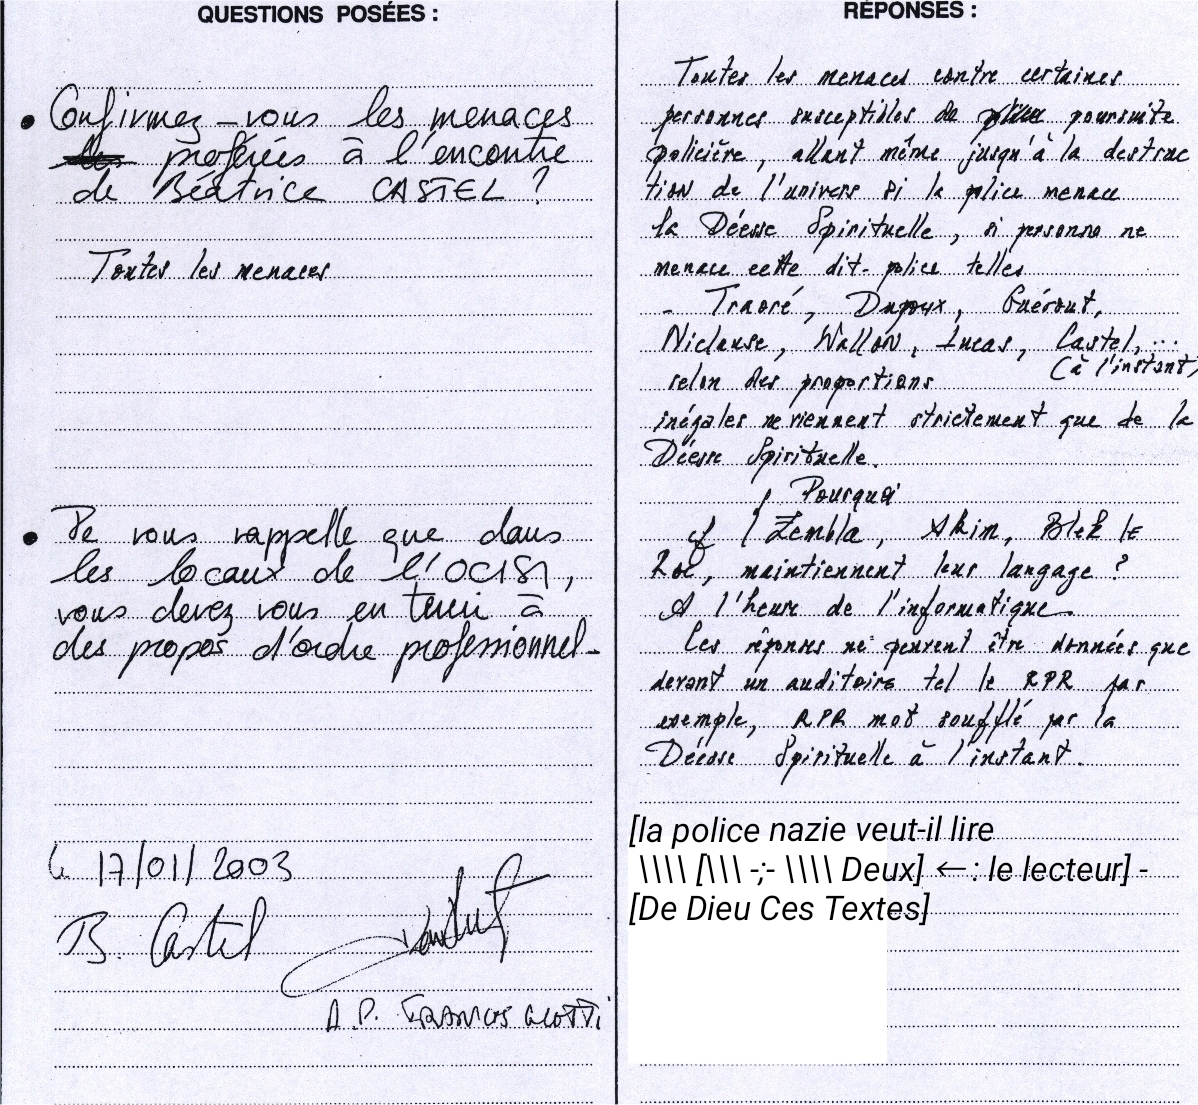 QUESTIONS POSÉES :
• Confirmez-vous les menaces
proférées à l'encontre
de Béatrice CASTEL ?
Toutes les menaces
• Je vous rappelle que dans
les locaux de l'OCISI,
vous devez vous en tenir à
des propos d'ordre professionnel-
le 17/01/2003
B. Castel
A.P.
RÉPONSES :
Toutes les menaces contre certaines
personnes susceptibles de poursuite
policière, allant même jusqu'à la destruc
tion de l'univers si la police menace
la Déesse Spirituelle, si personne ne
menace cette dit-police telles
- Traoré, Dujoux, Guérout,
Niclause, Wallon, Lucas, Castel, ...
(à l'instant)
selon des proportions
inégales ne viennent strictement que de la
Déesse Spirituelle.
Pourquoi
cf Zembla, Akim, Blek le
Roc, maintiennent leur langage ?
A l'heure de l'informatique
Les réponses ne peuvent être données que
devant un auditoire tel le RPR par
exemple, RPR mot soufflé par la
Déesse Spirituelle à l'instant.
[la police nazie veut-il lire
\\\\ [\\\ -;- \\\\ Deux] ← : le lecteur] -
[De Dieu Ces Textes]